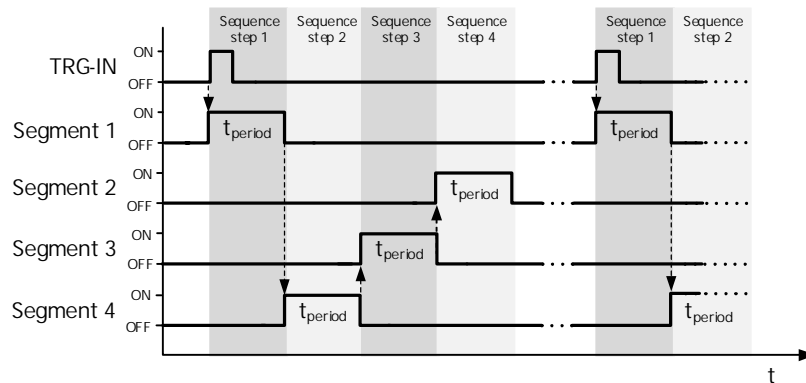 Sequence step 1
Sequence step 2
Sequence step 3
Sequence step 4
Sequence step 1
Sequence step 2
TRG-IN
ON
OFF
Segment 1
ON
OFF
tperiod
tperiod
Segment 2
ON
OFF
tperiod
Segment 3
ON
OFF
tperiod
Segment 4
ON
OFF
tperiod
tperiod
t